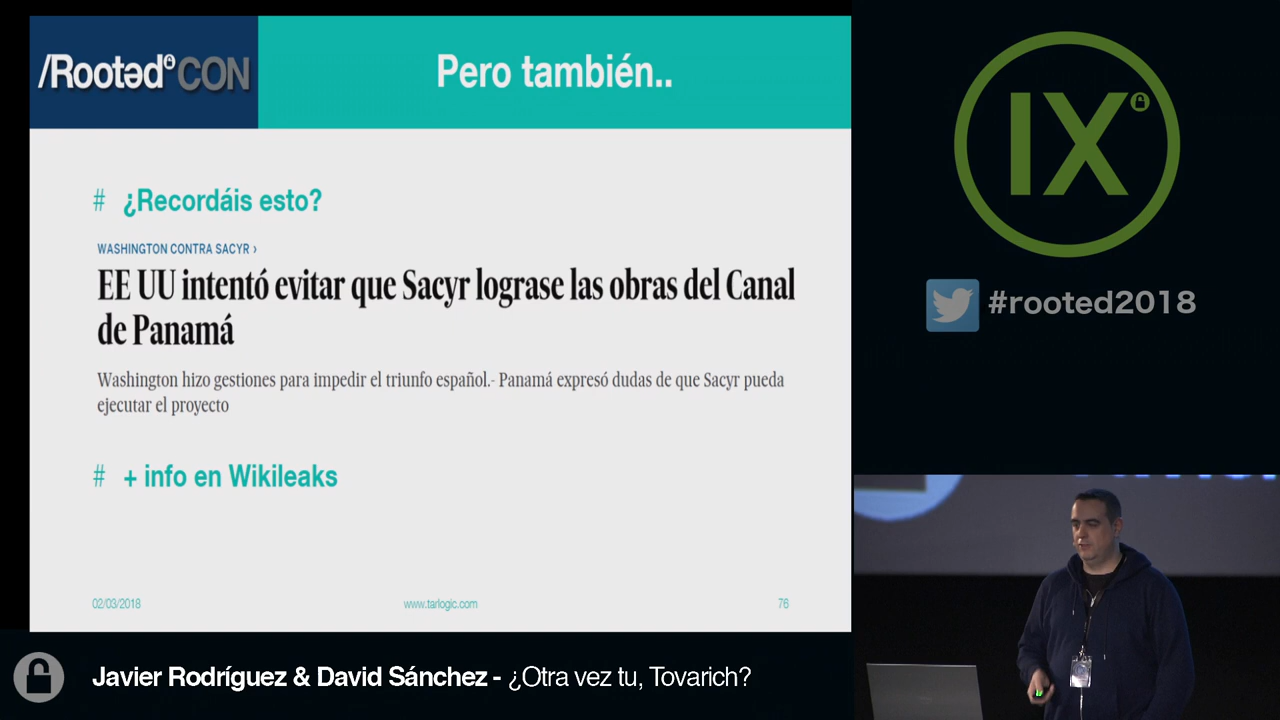 /Rootəd CON
Pero también..
# ¿Recordáis esto?
WASHINGTON CONTRA SACYR ›
EE UU intentó evitar que Sacyr lograse las obras del Canal
de Panamá
Washington hizo gestiones para impedir el triunfo español.- Panamá expresó dudas de que Sacyr pueda
ejecutar el proyecto
# + info en Wikileaks
02/03/2018
www.tarlogic.com
76
IX
#rooted2018
Javier Rodríguez & David Sánchez - ¿Otra vez tu, Tovarich?